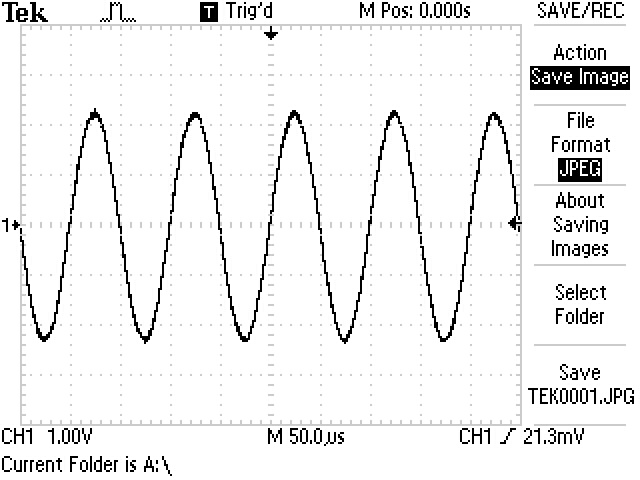 Tek T Trig'd M Pos: 0.000s SAVE/REC
Action
Save Image
File
Format
JPEG
About
Saving
Images
Select
Folder
Save
TEK0001.JPG
1
CH1 1.00V M 50.0µs CH1 21.3mV
Current Folder is A:\